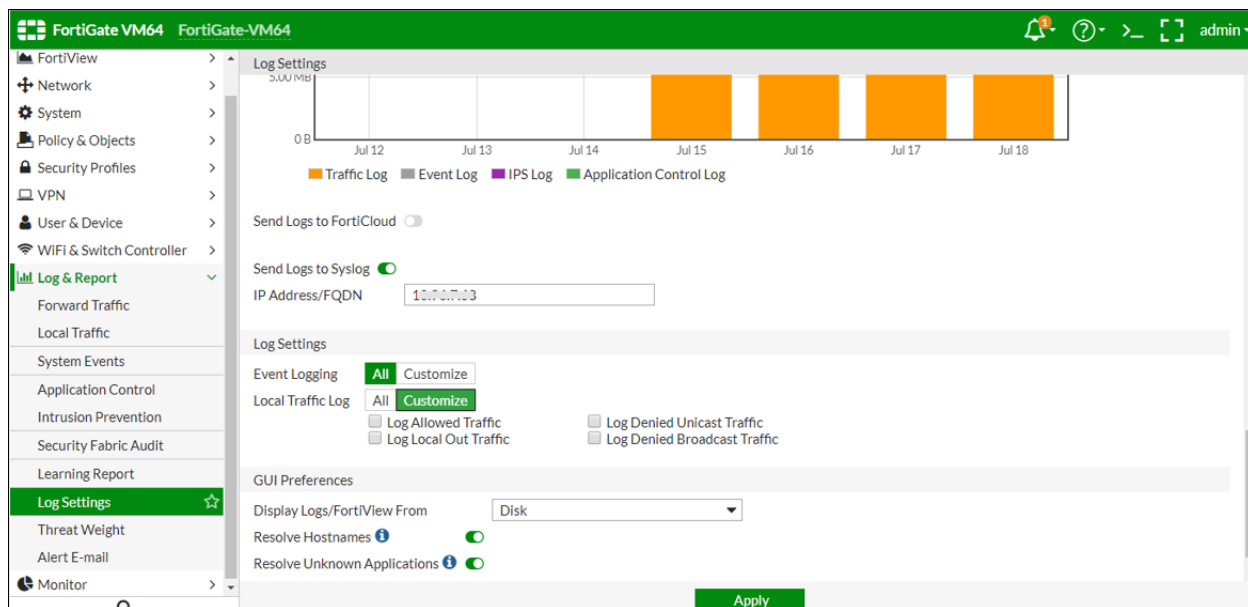 FortiGate VM64 FortiGate-VM64
1
admin
FortiView
Network
System
Policy & Objects
Security Profiles
VPN
User & Device
WiFi & Switch Controller
Log & Report
Forward Traffic
Local Traffic
System Events
Application Control
Intrusion Prevention
Security Fabric Audit
Learning Report
Log Settings
Threat Weight
Alert E-mail
Monitor
Log Settings
5.00 MB
0 B
Jul 12 Jul 13 Jul 14 Jul 15 Jul 16 Jul 17 Jul 18
Traffic Log Event Log IPS Log Application Control Log
Send Logs to FortiCloud
Send Logs to Syslog
IP Address/FQDN
Log Settings
Event Logging All Customize
Local Traffic Log All Customize
Log Allowed Traffic Log Denied Unicast Traffic
Log Local Out Traffic Log Denied Broadcast Traffic
GUI Preferences
Display Logs/FortiView From Disk
Resolve Hostnames
Resolve Unknown Applications
Apply